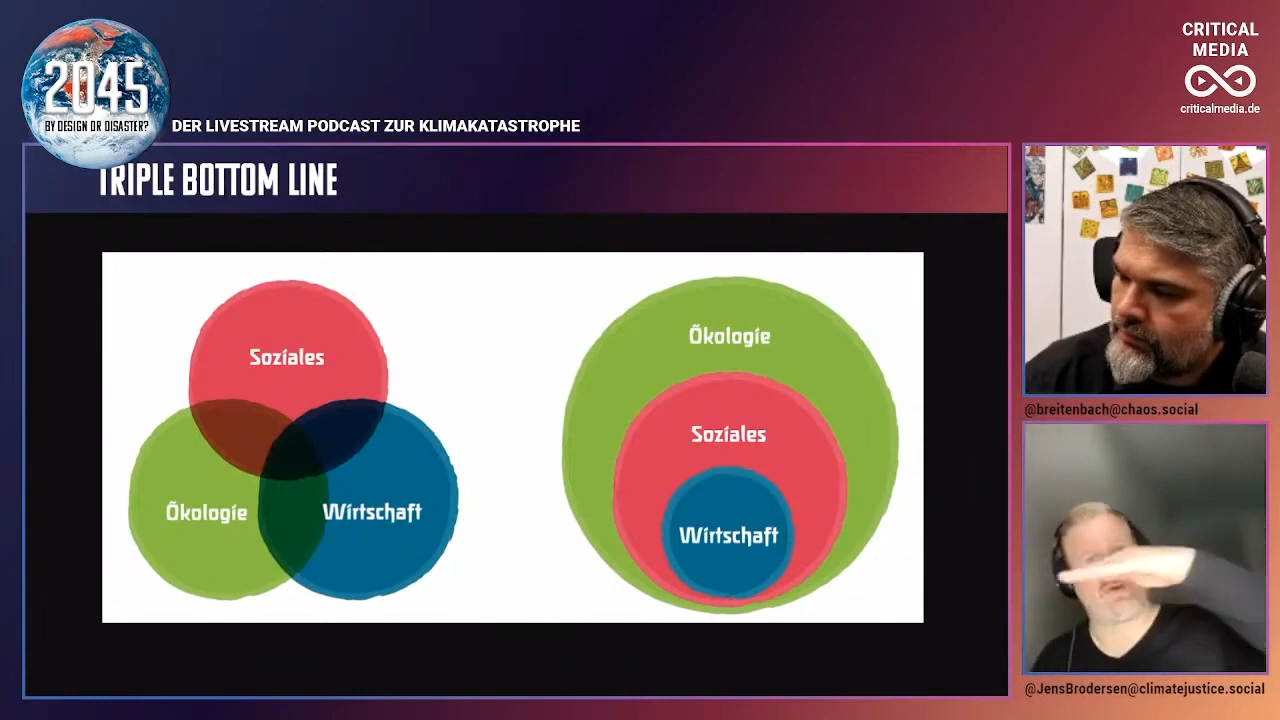 2045
BY DESIGN OR DISASTER?
DER LIVESTREAM PODCAST ZUR KLIMAKATASTROPHE
CRITICAL
MEDIA
criticalmedia.de
TRIPLE BOTTOM LINE
Soziales
Ökologie
Wirtschaft
Ökologie
Soziales
Wirtschaft
@breitenbach@chaos.social
@JensBrodersen@climatejustice.social